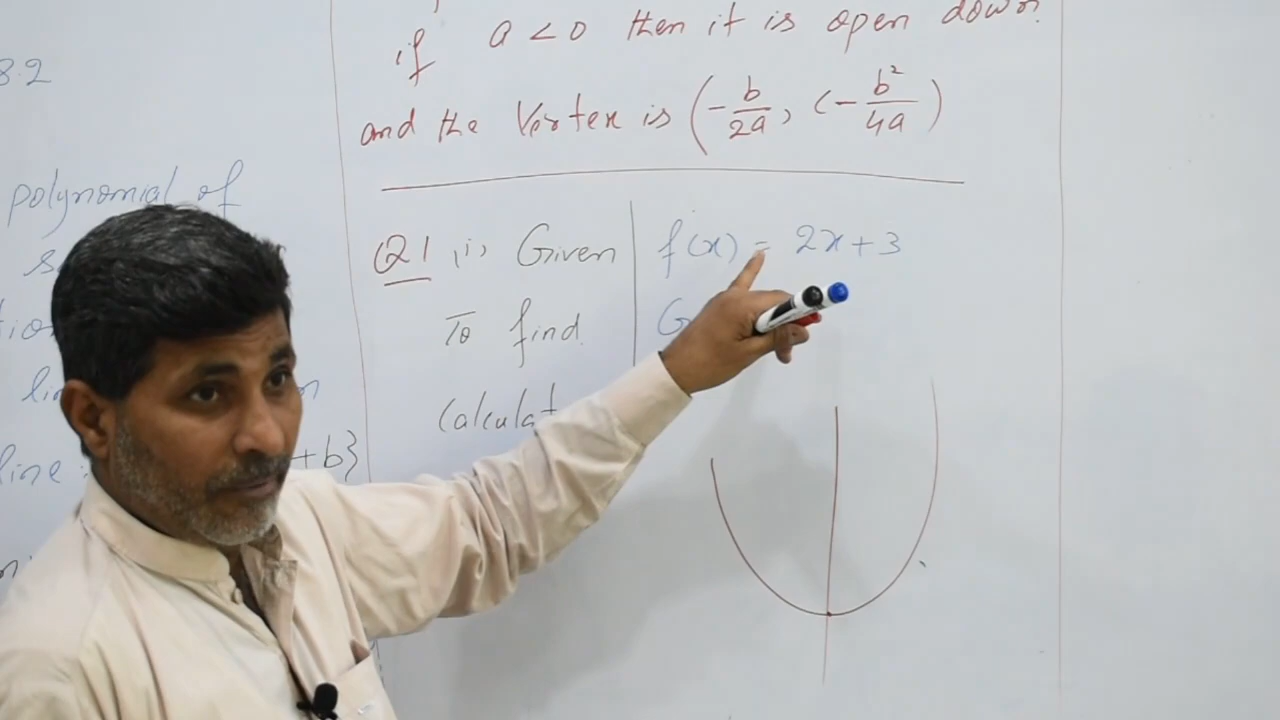 8.2
polynomial of
line =
+ b}
if a < 0 then it is open down.
and the Vertex is (-b/2a, (-b²/4a)
Q1 (i) Given f(x) = 2x + 3
To find G
Calculat